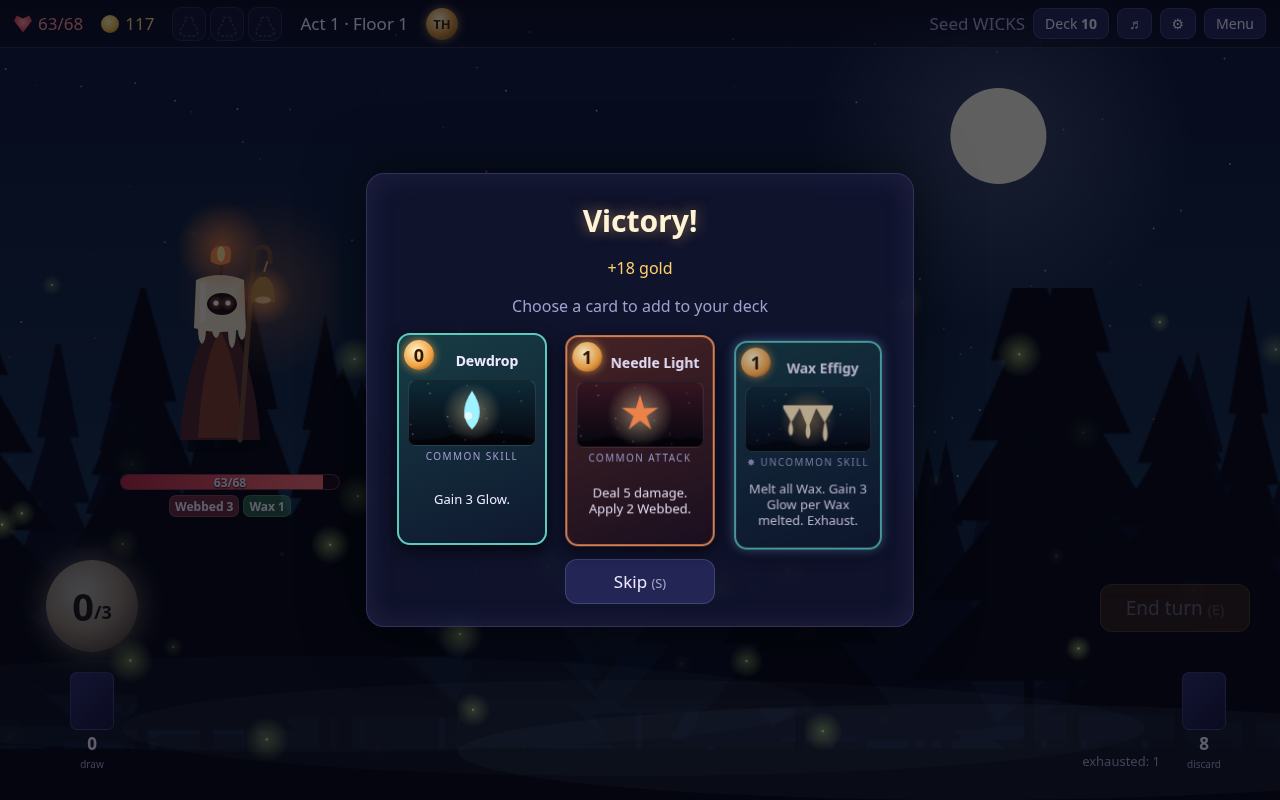 63/68
117
Act 1 · Floor 1
TH
Seed WICKS
Deck 10
♬
⚙
Menu
Victory!
+18 gold
Choose a card to add to your deck
0
Dewdrop
COMMON SKILL
Gain 3 Glow.
1
Needle Light
COMMON ATTACK
Deal 5 damage.
Apply 2 Webbed.
1
Wax Effigy
UNCOMMON SKILL
Melt all Wax. Gain 3
Glow per Wax
melted. Exhaust.
Skip (S)
63/68
Webbed 3
Wax 1
0/3
End turn (E)
0
draw
exhausted: 1
8
discard